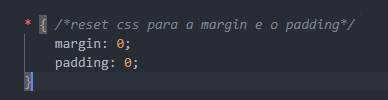 * { /*reset css para a margin e o padding*/
margin: 0;
padding: 0;
}